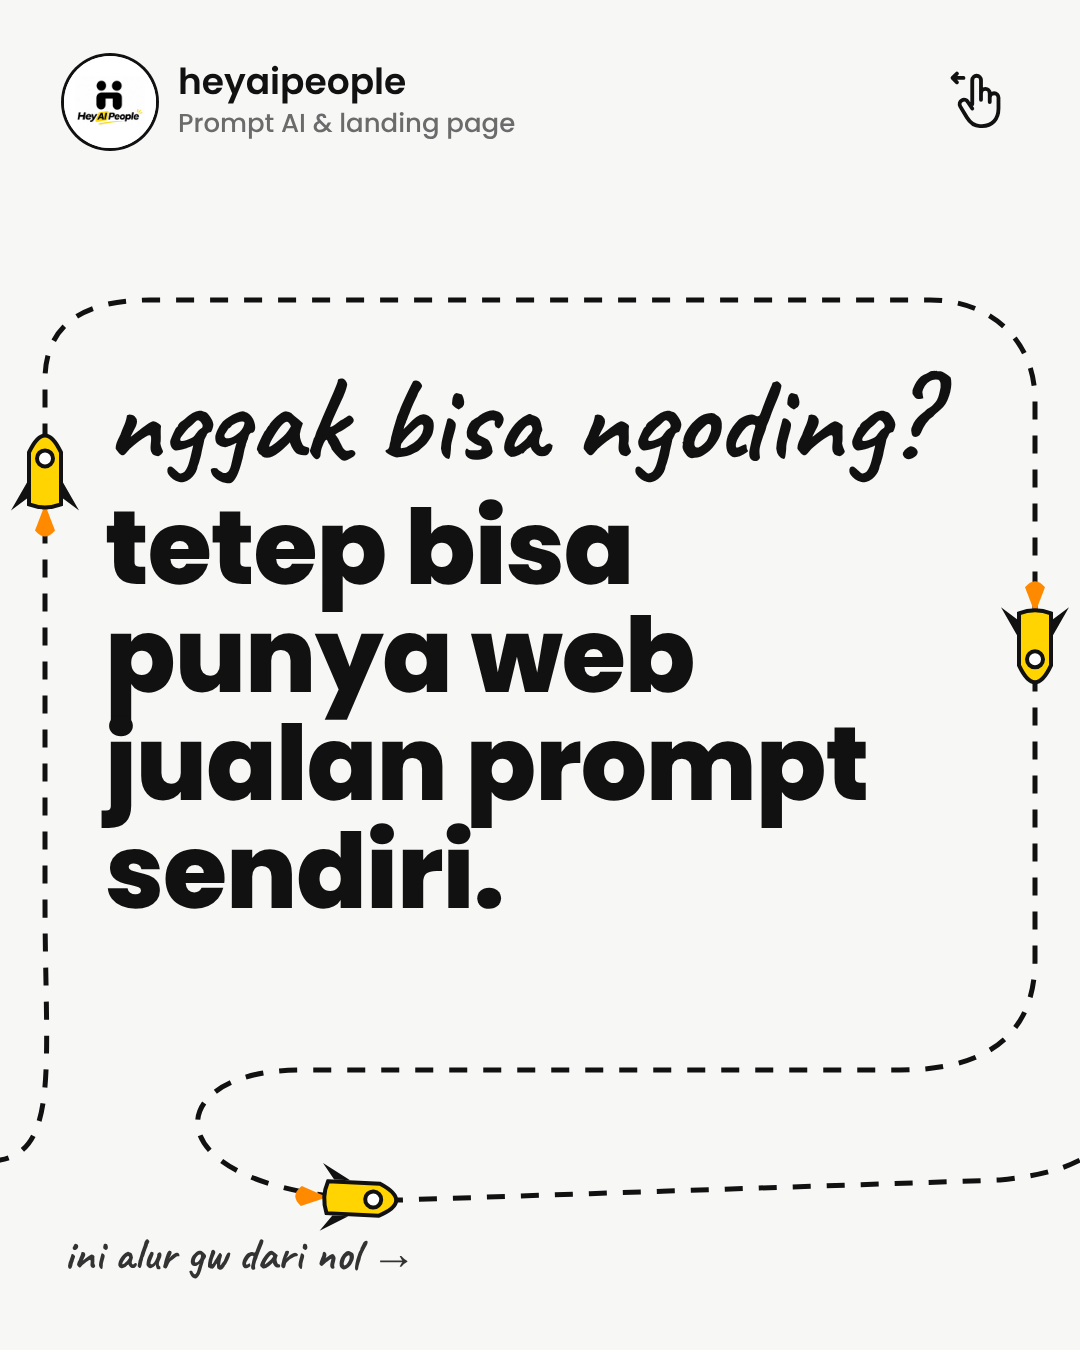 heyaipeople
Prompt AI & landing page
Hey AI People
nggak bisa ngoding?
tetep bisa
punya web
jualan prompt
sendiri.
ini alur gw dari nol →